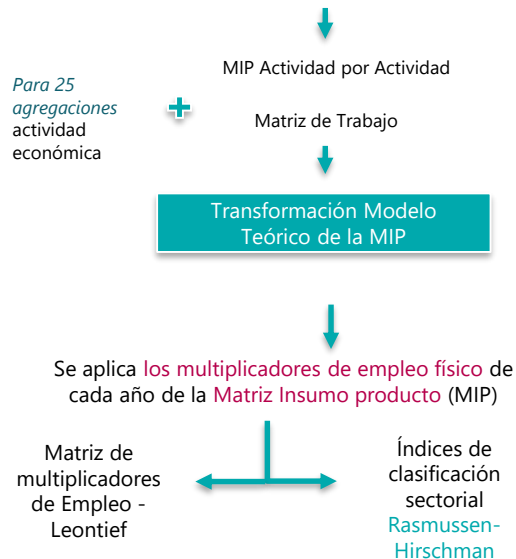 MIP Actividad por Actividad
Para 25
agregaciones
actividad
económica
Matriz de Trabajo
Transformación Modelo
Teórico de la MIP
Se aplica los multiplicadores de empleo físico de
cada año de la Matriz Insumo producto (MIP)
Matriz de
multiplicadores
de Empleo -
Leontief
Índices de
clasificación
sectorial
Rasmussen-
Hirschman